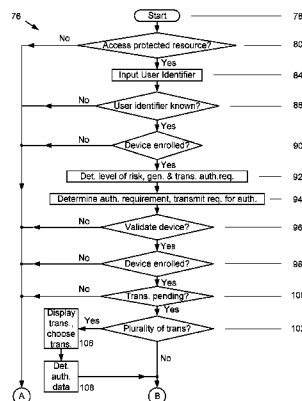 76
Start
78
No
Access protected resource?
80
Yes
Input User Identifier
84
No
User identifier known?
88
Yes
No
Device enrolled?
90
Yes
Det. level of risk, gen. & trans. auth.req.
92
Determine auth. requirement, transmit req. for auth.
94
No
Validate device?
96
Yes
No
Device enrolled?
98
Yes
No
Trans. pending?
Yes
Display trans., choose trans.
Yes
Plurality of trans?
106
No
Det. auth. data
108
A
B